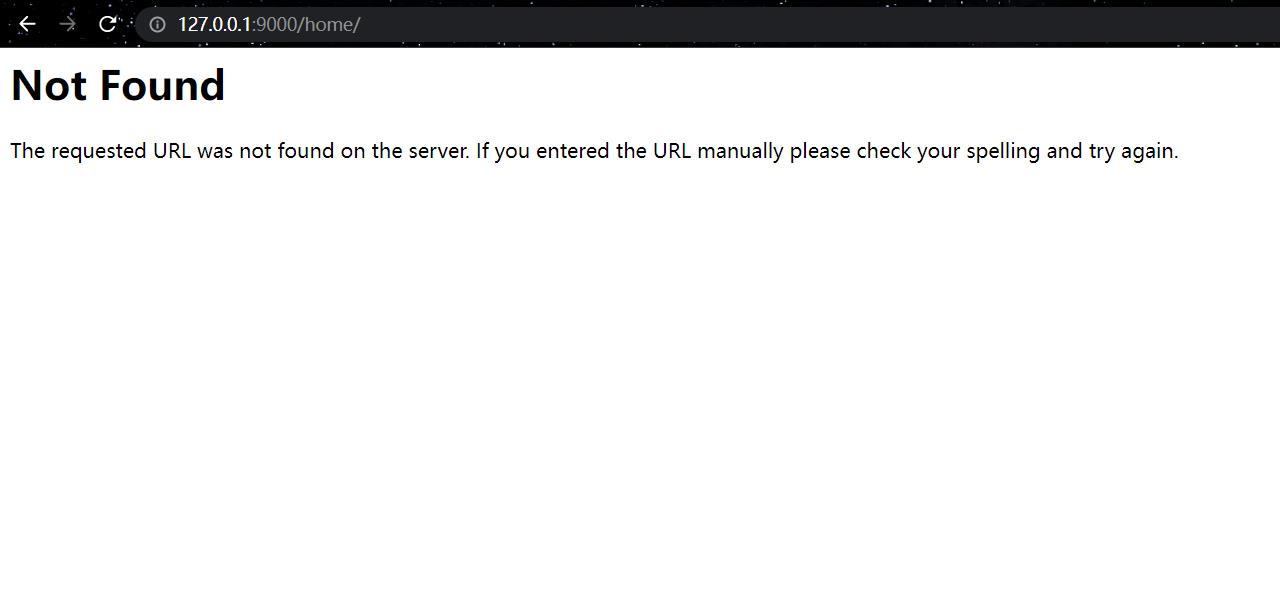 127.0.0.1:9000/home/
Not Found
The requested URL was not found on the server. If you entered the URL manually please check your spelling and try again.